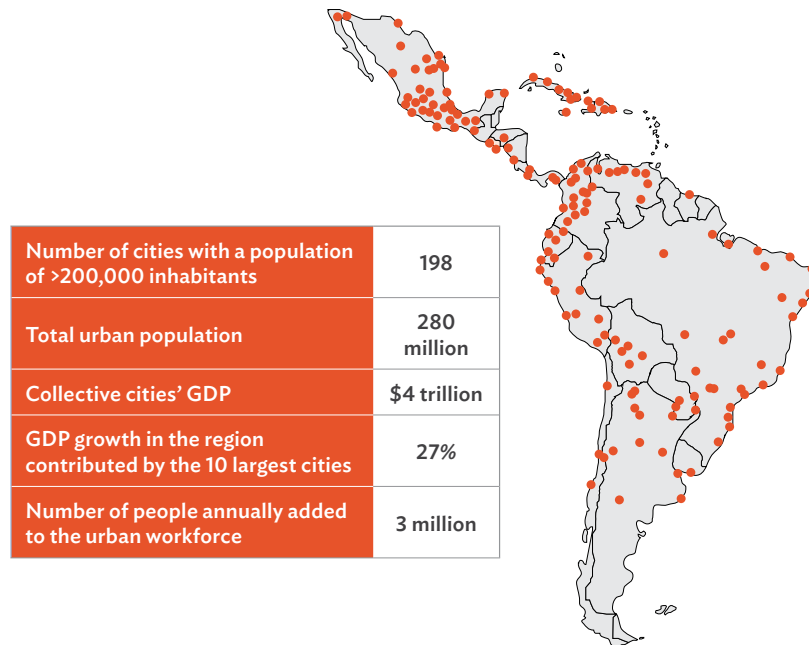 Number of cities with a population
of >200,000 inhabitants
198
Total urban population
280
million
Collective cities’ GDP
$4 trillion
GDP growth in the region
contributed by the 10 largest cities
27%
Number of people annually added
to the urban workforce
3 million